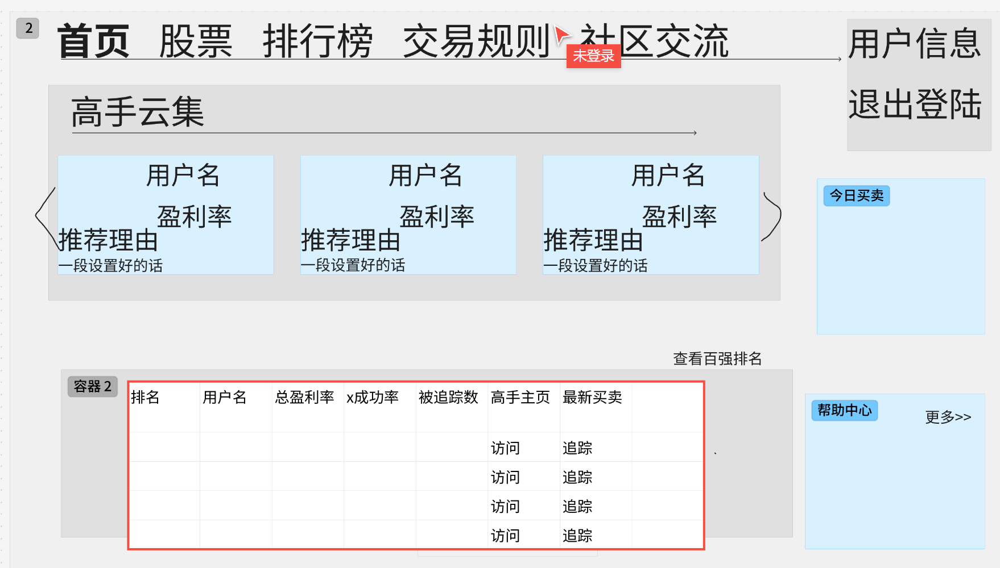 2
首页 股票 排行榜 交易规则 社区交流
未登录
用户信息
退出登陆
高手云集
用户名
盈利率
推荐理由
一段设置好的话
用户名
盈利率
推荐理由
一段设置好的话
用户名
盈利率
推荐理由
一段设置好的话
今日买卖
查看百强排名
容器 2
排名 用户名 总盈利率 x成功率 被追踪数 高手主页 最新买卖
访问 追踪
访问 追踪
访问 追踪
访问 追踪
帮助中心
更多>>